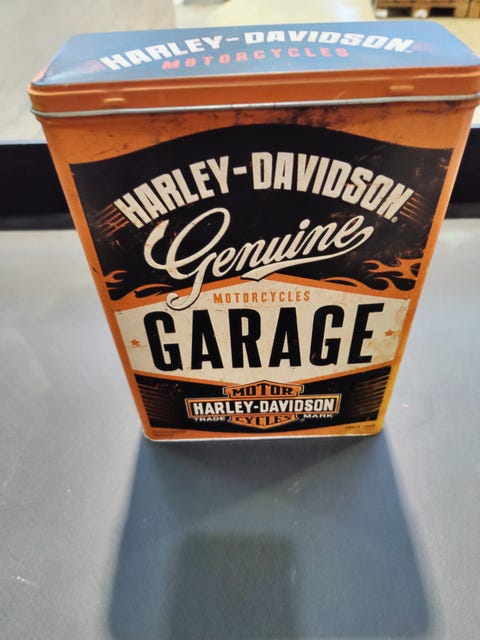 HARLEY-DAVIDSON
MOTORCYCLES
HARLEY-DAVIDSON®
Genuine
MOTORCYCLES
GARAGE
MOTOR
HARLEY-DAVIDSON
TRADE MARK
CYCLES